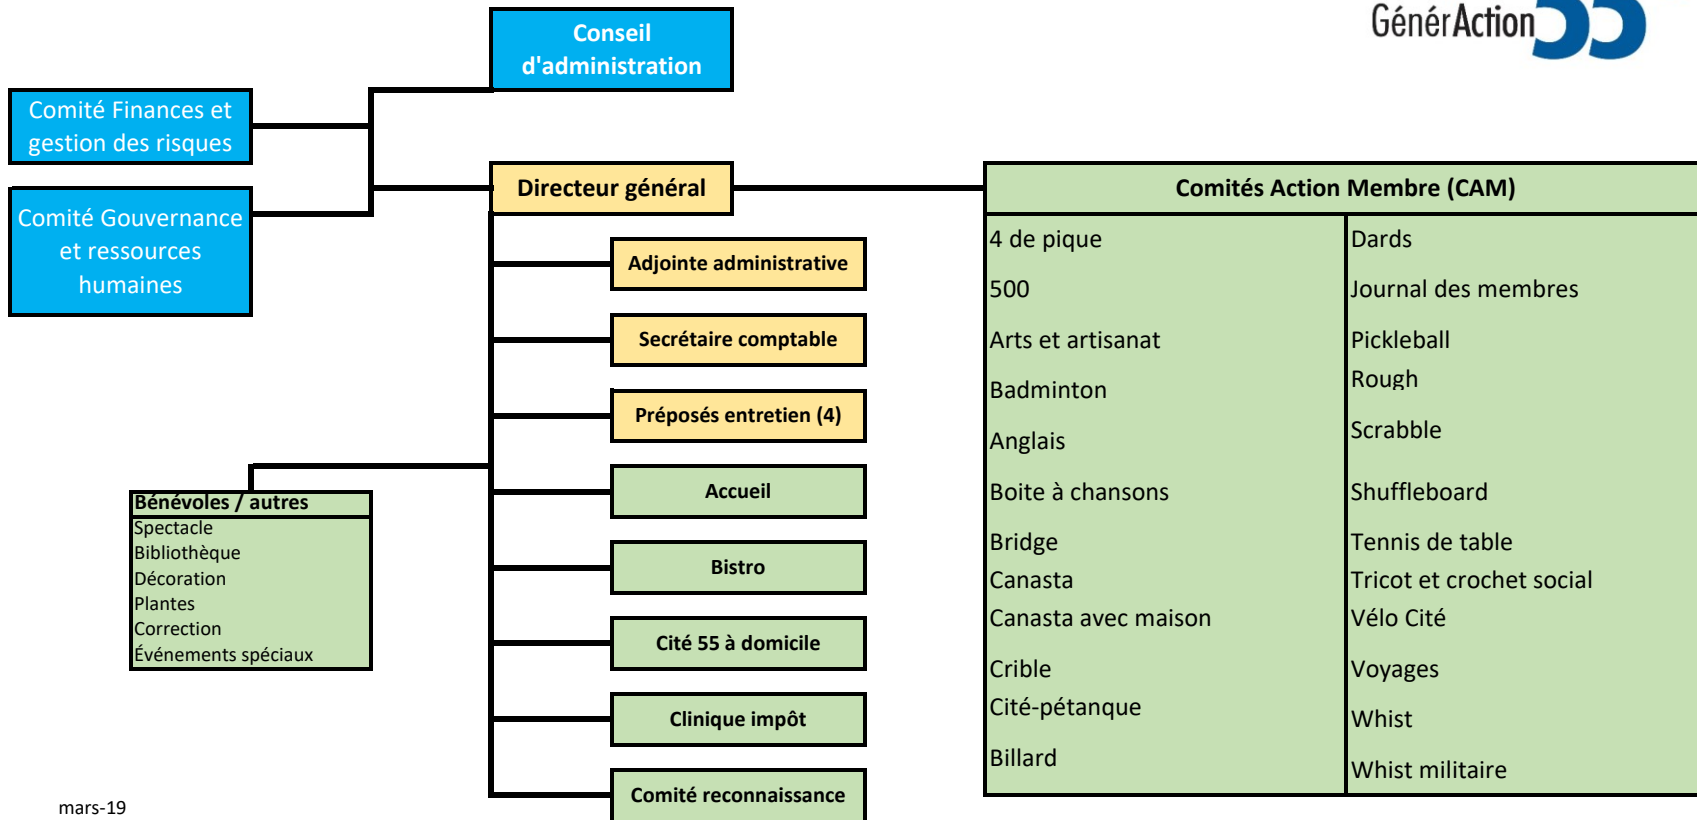 GénérAction55
Conseil
d'administration
Comité Finances et
gestion des risques
Comité Gouvernance
et ressources
humaines
Directeur général
Adjointe administrative
Secrétaire comptable
Préposés entretien (4)
Accueil
Bistro
Cité 55 à domicile
Clinique impôt
Comité reconnaissance
Bénévoles / autres
Spectacle
Bibliothèque
Décoration
Plantes
Correction
Événements spéciaux
Comités Action Membre (CAM)
4 de pique
500
Arts et artisanat
Badminton
Anglais
Boite à chansons
Bridge
Canasta
Canasta avec maison
Crible
Cité-pétanque
Billard
Dards
Journal des membres
Pickleball
Rough
Scrabble
Shuffleboard
Tennis de table
Tricot et crochet social
Vélo Cité
Voyages
Whist
Whist militaire
mars-19